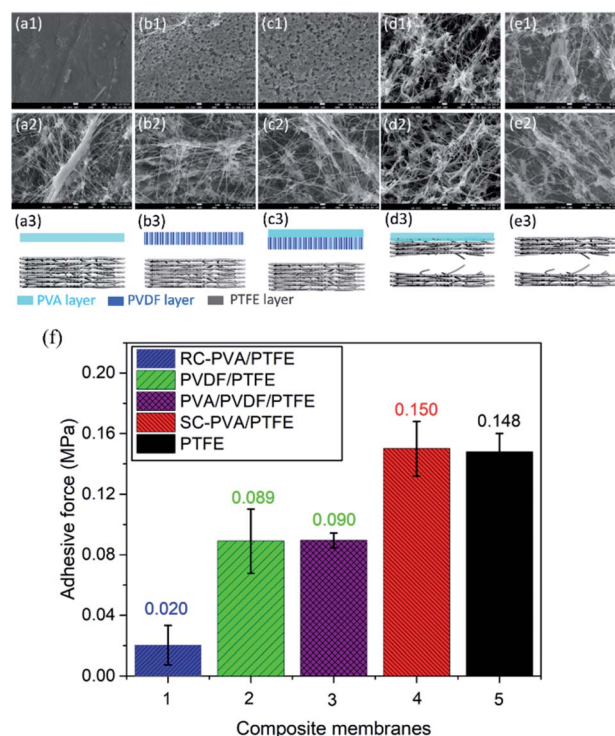 (a1) (b1) (c1) (d1) (e1)
(a2) (b2) (c2) (d2) (e2)
(a3) (b3) (c3) (d3) (e3)
PVA layer PVDF layer PTFE layer
(f)
RC-PVA/PTFE
PVDF/PTFE
PVA/PVDF/PTFE
SC-PVA/PTFE
PTFE
Adhesive force (MPa)
0.20
0.16
0.12
0.08
0.04
0.00
0.020
0.089
0.090
0.150
0.148
1 2 3 4 5
Composite membranes